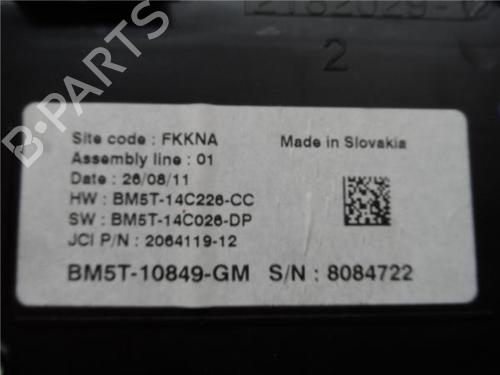 2
Site code : FKKNA
Made in Slovakia
Assembly line : 01
Date : 26/08/11
HW : BM5T-14C226-CC
SW : BM5T-14C026-DP
JCI P/N : 2064119-12
BM5T-10849-GM S/N : 8084722
B-PARTS